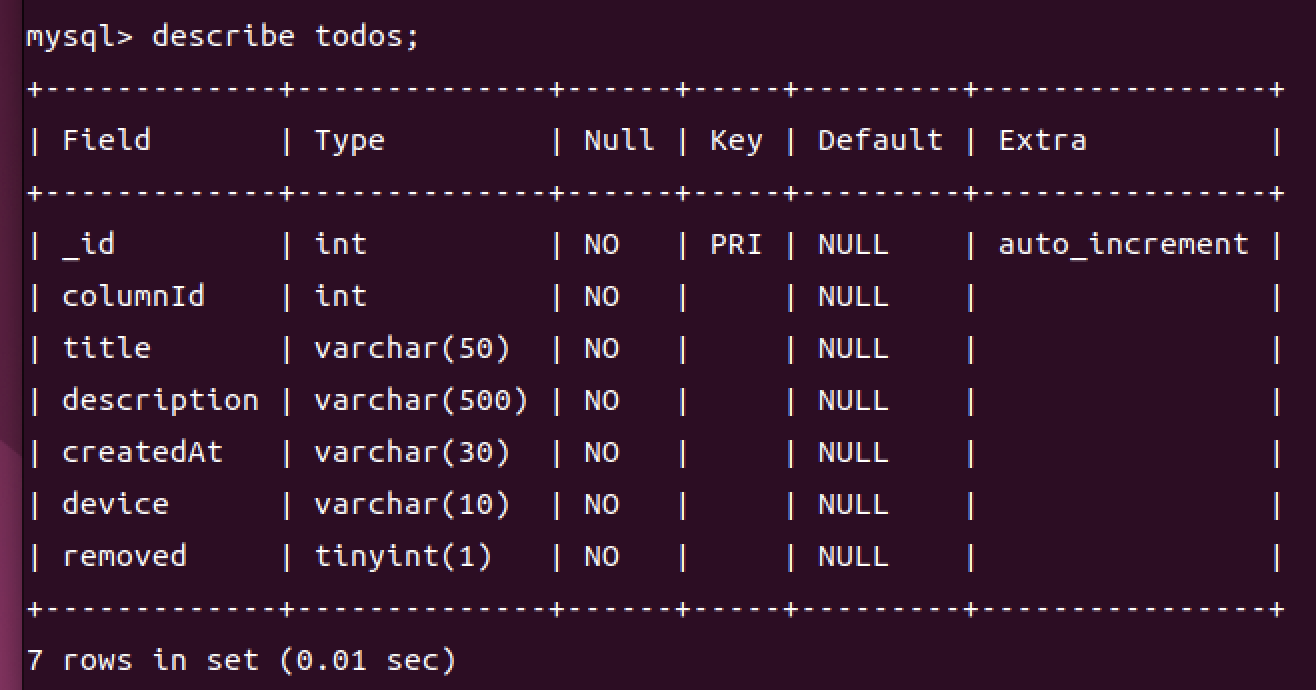 mysql> describe todos;
+-------------+--------------+------+-----+---------+----------------+
| Field       | Type         | Null | Key | Default | Extra          |
+-------------+--------------+------+-----+---------+----------------+
| _id         | int          | NO   | PRI | NULL    | auto_increment |
| columnId    | int          | NO   |     | NULL    |                |
| title       | varchar(50)  | NO   |     | NULL    |                |
| description | varchar(500) | NO   |     | NULL    |                |
| createdAt   | varchar(30)  | NO   |     | NULL    |                |
| device      | varchar(10)  | NO   |     | NULL    |                |
| removed     | tinyint(1)   | NO   |     | NULL    |                |
+-------------+--------------+------+-----+---------+----------------+
7 rows in set (0.01 sec)